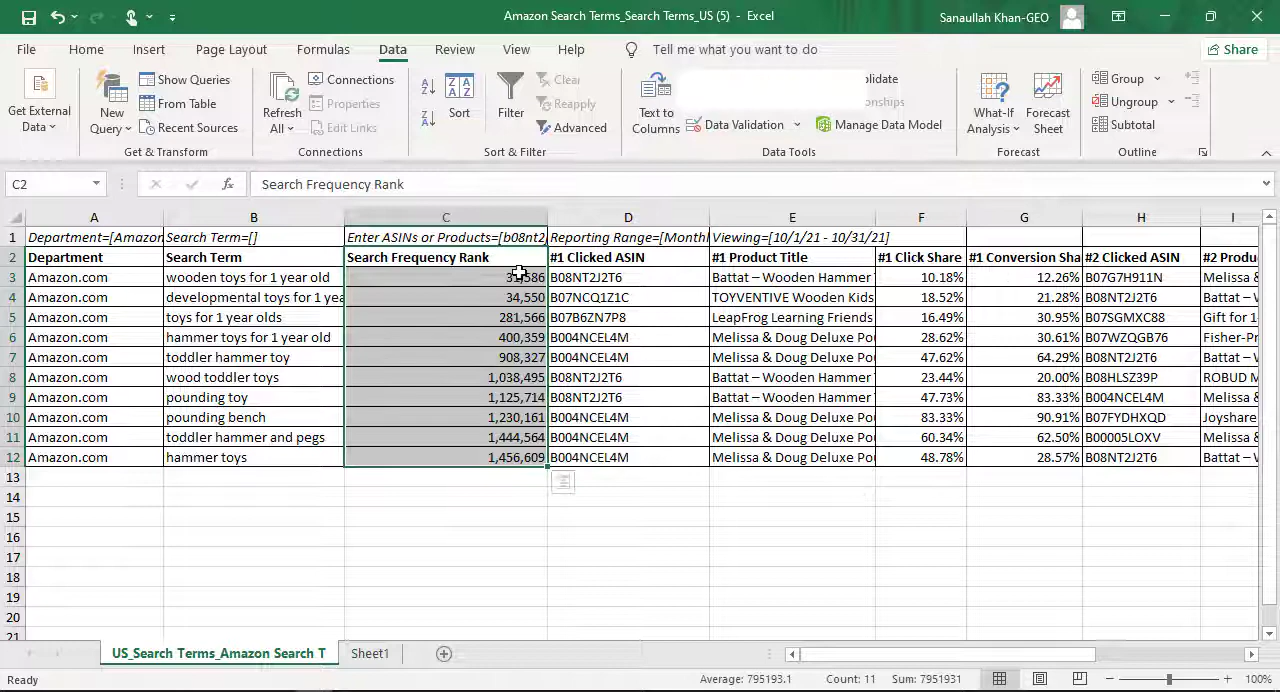 Amazon Search Terms_Search Terms_US (5) - Excel
Sanaullah Khan-GEO
File Home Insert Page Layout Formulas Data Review View Help Tell me what you want to do Share
Get External Data
New Query
Show Queries
From Table
Recent Sources
Get & Transform
Refresh All
Connections
Properties
Edit Links
Connections
Sort
Filter
Clear
Reapply
Advanced
Sort & Filter
Text to Columns
lidate
onships
Data Validation
Manage Data Model
Data Tools
What-If Analysis
Forecast Sheet
Forecast
Group
Ungroup
Subtotal
Outline
C2 fx Search Frequency Rank
A B C D E F G H I
1 Department=[Amazon Search Term=[] Enter ASINs or Products=[b08nt2 Reporting Range=[Monthl Viewing=[10/1/21 - 10/31/21]
2 Department Search Term Search Frequency Rank #1 Clicked ASIN #1 Product Title #1 Click Share #1 Conversion Sha #2 Clicked ASIN #2 Produc
3 Amazon.com wooden toys for 1 year old B08NT2J2T6 Battat – Wooden Hammer 10.18% 12.26% B07G7H911N Melissa &
4 Amazon.com developmental toys for 1 yea 34,550 B07NCQ1Z1C TOYVENTIVE Wooden Kids 18.52% 21.28% B08NT2J2T6 Battat – W
5 Amazon.com toys for 1 year olds 281,566 B07B6ZN7P8 LeapFrog Learning Friends 16.49% 30.95% B07SGMXC88 Gift for 1
6 Amazon.com hammer toys for 1 year old 400,359 B004NCEL4M Melissa & Doug Deluxe Po 28.62% 30.61% B07WZQGB76 Fisher-Pr
7 Amazon.com toddler hammer toy 908,327 B004NCEL4M Melissa & Doug Deluxe Po 47.62% 64.29% B08NT2J2T6 Battat – W
8 Amazon.com wood toddler toys 1,038,495 B08NT2J2T6 Battat – Wooden Hammer 23.44% 20.00% B08HLSZ39P ROBUD M
9 Amazon.com pounding toy 1,125,714 B08NT2J2T6 Battat – Wooden Hammer 47.73% 83.33% B004NCEL4M Melissa &
10 Amazon.com pounding bench 1,230,161 B004NCEL4M Melissa & Doug Deluxe Po 83.33% 90.91% B07FYDHXQD Joyshare
11 Amazon.com toddler hammer and pegs 1,444,564 B004NCEL4M Melissa & Doug Deluxe Po 60.34% 62.50% B00005LOXV Melissa &
12 Amazon.com hammer toys 1,456,609 B004NCEL4M Melissa & Doug Deluxe Po 48.78% 28.57% B08NT2J2T6 Battat – W
13
14
15
16
17
18
19
20
21
US_Search Terms_Amazon Search T Sheet1
Ready Average: 795193.1 Count: 11 Sum: 7951931 100%